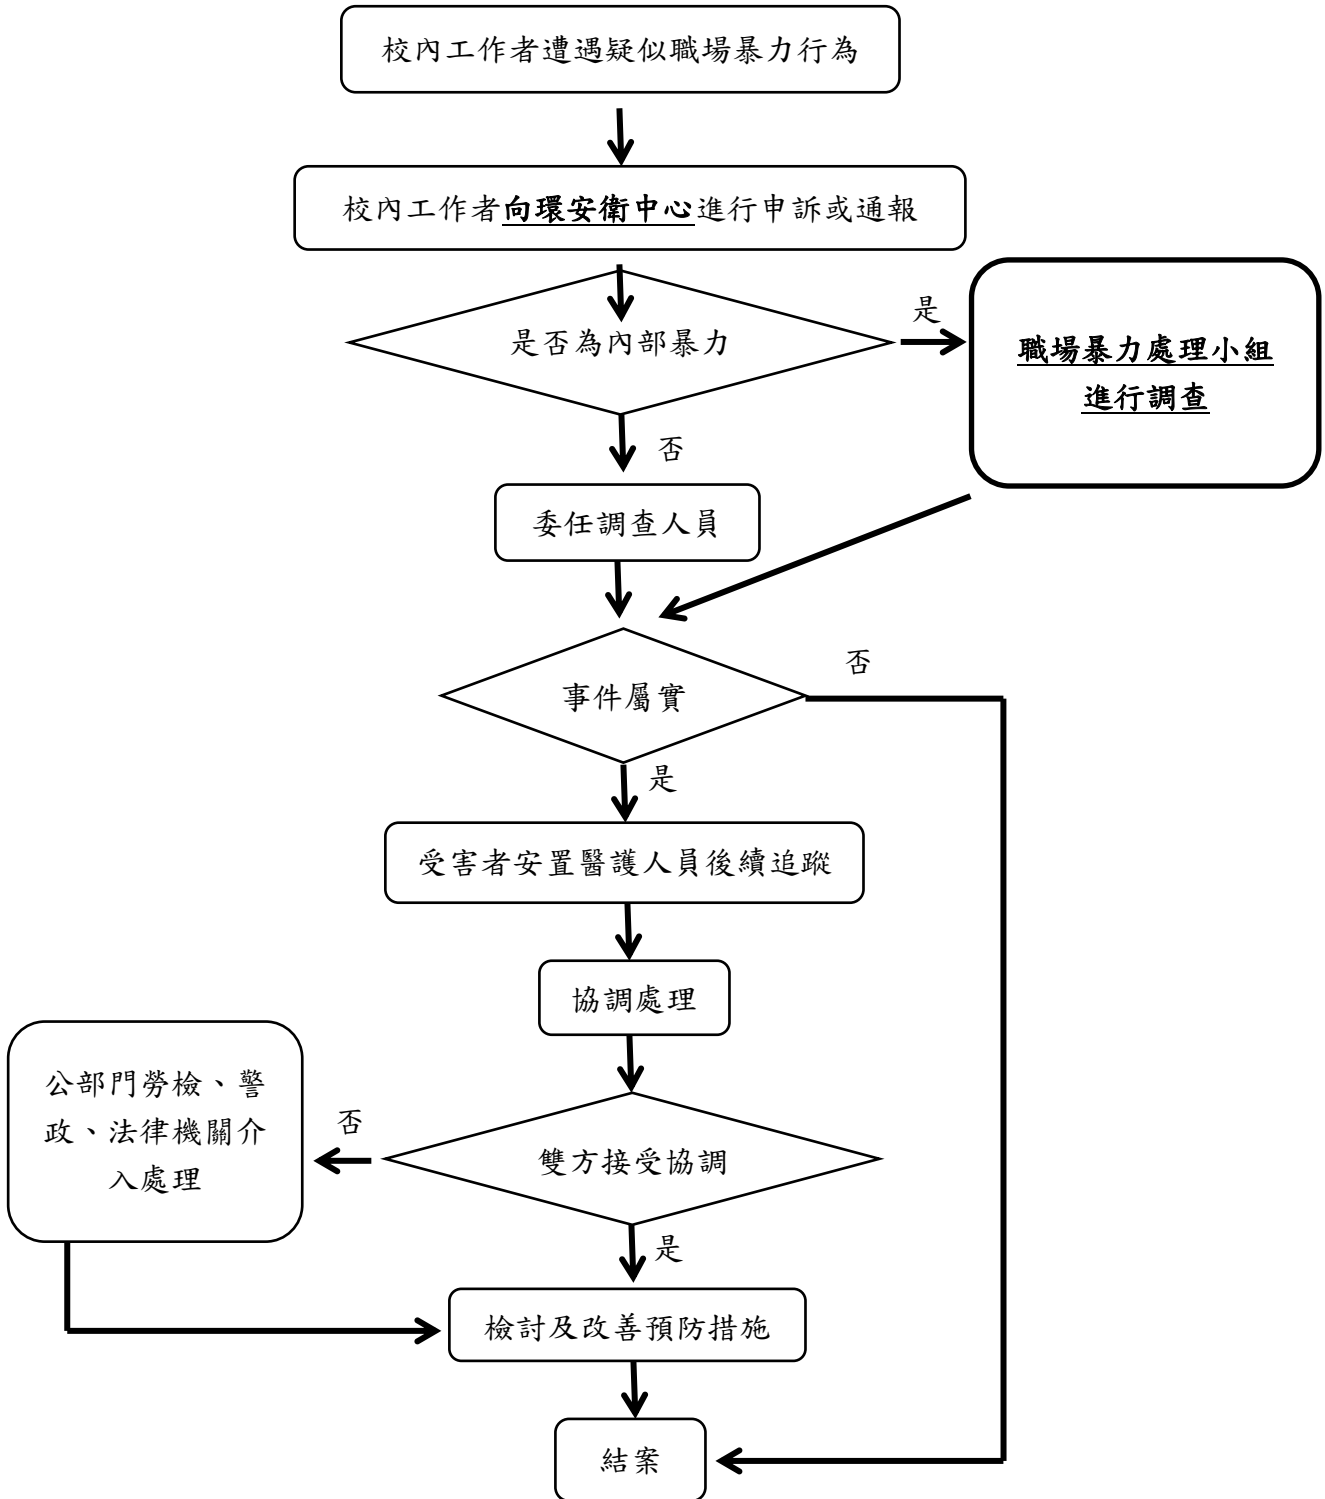 校內工作者遭遇疑似職場暴力行為
校內工作者向環安衛中心進行申訴或通報
是否為內部暴力
是
職場暴力處理小組
進行調查
否
委任調查人員
事件屬實
否
是
受害者安置醫護人員後續追蹤
協調處理
雙方接受協調
否
公部門勞檢、警
政、法律機關介
入處理
是
檢討及改善預防措施
結案